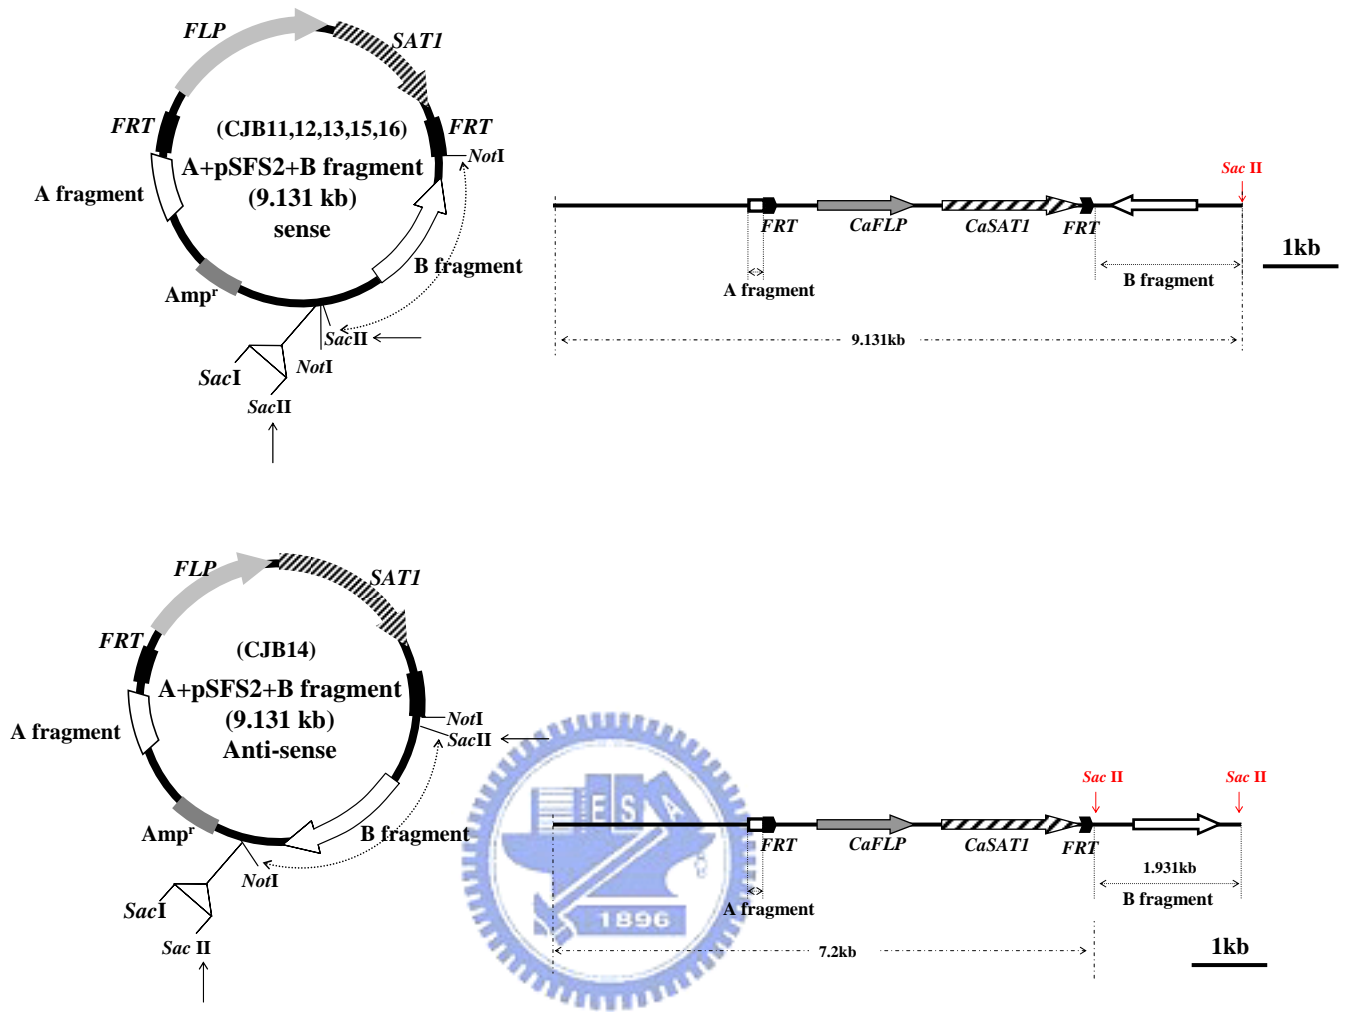 FLP
SAT1
FRT
(CJB11,12,13,15,16)
FRT
A+pSFS2+B fragment
NotI
A fragment
(9.131 kb)
sense
B fragment
Ampʳ
SacII
SacI
NotI
SacII
Sac II
FRT
CaFLP
CaSAT1
FRT
1kb
A fragment
B fragment
9.131kb
FLP
SAT1
FRT
(CJB14)
A+pSFS2+B fragment
A fragment
(9.131 kb)
NotI
Anti-sense
SacII
Ampʳ
B fragment
NotI
SacI
Sac II
Sac II
Sac II
FRT
CaFLP
CaSAT1
FRT
1.931kb
A fragment
B fragment
7.2kb
1kb
E S A
1896